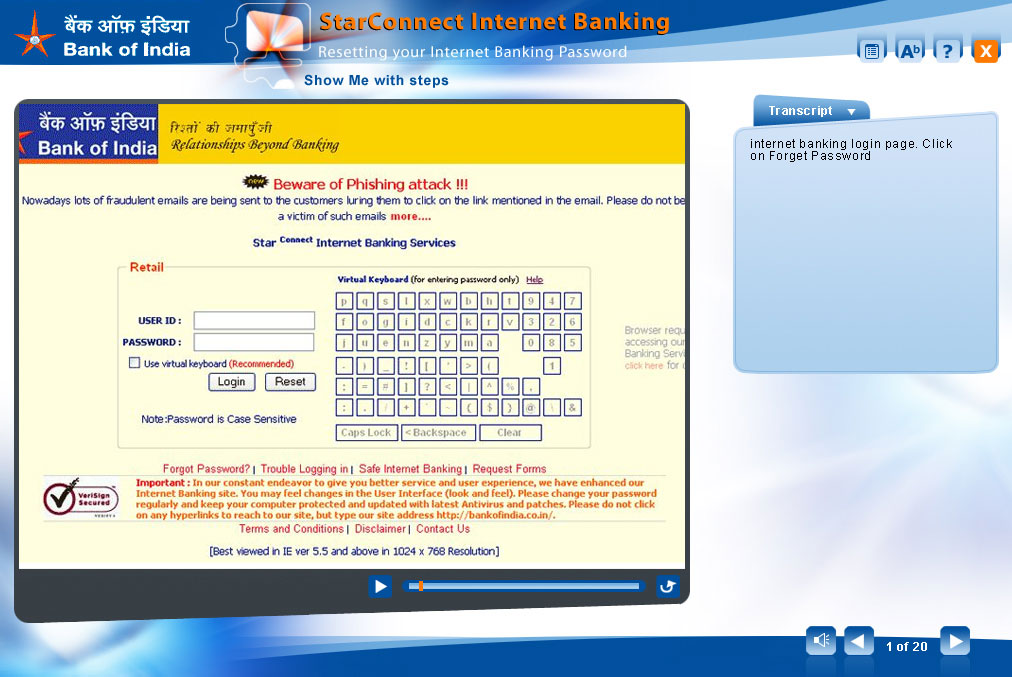 बैंक ऑफ़ इंडिया
Bank of India
StarConnect Internet Banking
Resetting your Internet Banking Password
Show Me with steps
Ab ? X
बैंक ऑफ़ इंडिया
Bank of India
रिश्तों की जमापूँजी
Relationships Beyond Banking
NEW Beware of Phishing attack !!!
Nowadays lots of fraudulent emails are being sent to the customers luring them to click on the link mentioned in the email. Please do not be
a victim of such emails more....
Star Connect Internet Banking Services
Retail
USER ID :
PASSWORD :
Use virtual keyboard (Recommended)
Login Reset
Note:Password is Case Sensitive
Virtual Keyboard (for entering password only) Help
p q s l x w b h t 9 4 7
f o g i d c k r v 3 2 6
j u e n z y m a 0 8 5
. } _ ! [ ' > { 1
: = # ] ? < | ^ % ,
; . / + ` - ( $ ) @ \ &
Caps Lock < Backspace Clear
Browser requ
accessing ou
Banking Servi
click here for
Forgot Password? | Trouble Logging in | Safe Internet Banking | Request Forms
VeriSign
Secured
Important : In our constant endeavor to give you better service and user experience, we have enhanced our
Internet Banking site. You may feel changes in the User Interface (look and feel). Please change your password
regularly and keep your computer protected and updated with latest Antivirus and patches. Please do not click
on any hyperlinks to reach to our site, but type our site address http://bankofindia.co.in/.
Terms and Conditions | Disclaimer | Contact Us
[Best viewed in IE ver 5.5 and above in 1024 x 768 Resolution]
Transcript
internet banking login page. Click
on Forget Password
1 of 20